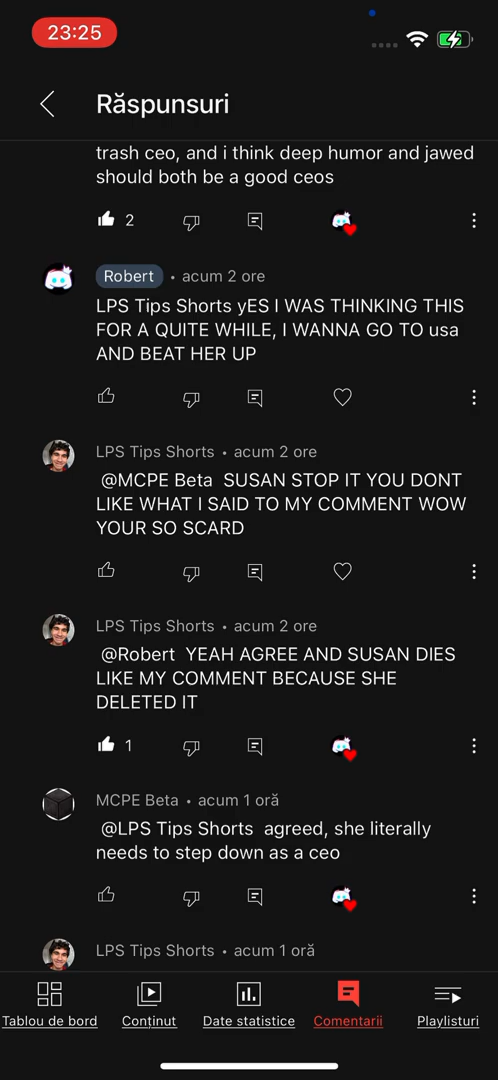 23:25
Răspunsuri
trash ceo, and i think deep humor and jawed
should both be a good ceos
2
Robert • acum 2 ore
LPS Tips Shorts yES I WAS THINKING THIS
FOR A QUITE WHILE, I WANNA GO TO usa
AND BEAT HER UP
LPS Tips Shorts • acum 2 ore
@MCPE Beta SUSAN STOP IT YOU DONT
LIKE WHAT I SAID TO MY COMMENT WOW
YOUR SO SCARD
LPS Tips Shorts • acum 2 ore
@Robert YEAH AGREE AND SUSAN DIES
LIKE MY COMMENT BECAUSE SHE
DELETED IT
1
MCPE Beta • acum 1 oră
@LPS Tips Shorts agreed, she literally
needs to step down as a ceo
LPS Tips Shorts • acum 1 oră
Tablou de bord Conținut Date statistice Comentarii Playlisturi